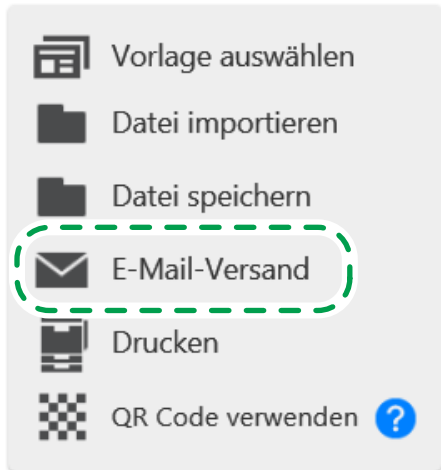 Vorlage auswählen
Datei importieren
Datei speichern
E-Mail-Versand
Drucken
QR Code verwenden ?